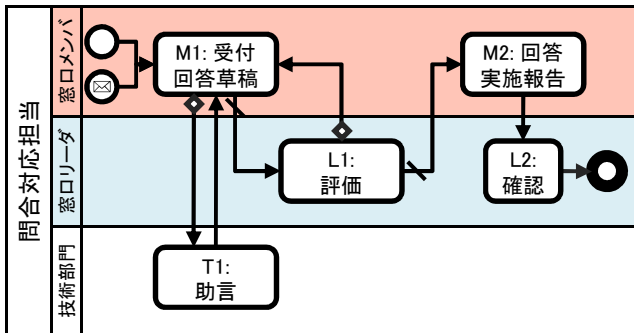 問合対応担当
窓口メンバ
窓口リーダ
技術部門
M1: 受付
回答草稿
M2: 回答
実施報告
L1:
評価
L2:
確認
T1:
助言